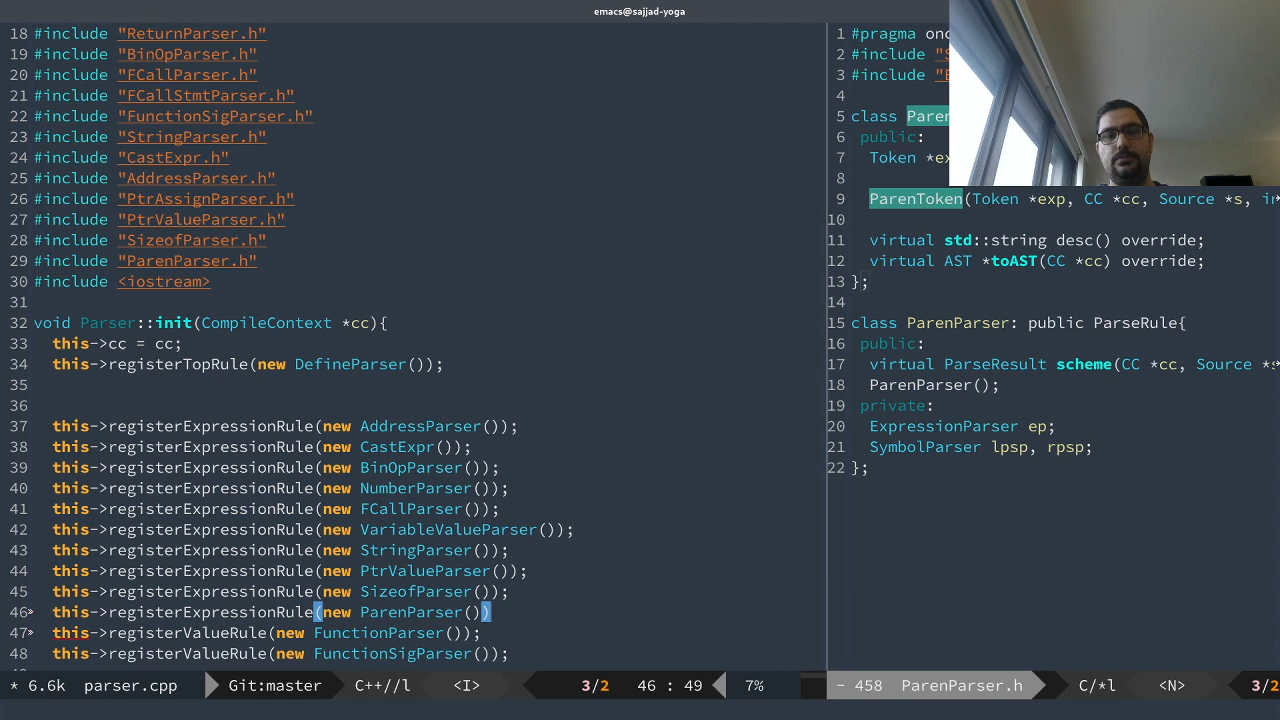 emacs@sajjad-yoga
18 #include "ReturnParser.h"
19 #include "BinOpParser.h"
20 #include "FCallParser.h"
21 #include "FCallStmtParser.h"
22 #include "FunctionSigParser.h"
23 #include "StringParser.h"
24 #include "CastExpr.h"
25 #include "AddressParser.h"
26 #include "PtrAssignParser.h"
27 #include "PtrValueParser.h"
28 #include "SizeofParser.h"
29 #include "ParenParser.h"
30 #include <iostream>
31
32 void Parser::init(CompileContext *cc){
33   this->cc = cc;
34   this->registerTopRule(new DefineParser());
35
36
37   this->registerExpressionRule(new AddressParser());
38   this->registerExpressionRule(new CastExpr());
39   this->registerExpressionRule(new BinOpParser());
40   this->registerExpressionRule(new NumberParser());
41   this->registerExpressionRule(new FCallParser());
42   this->registerExpressionRule(new VariableValueParser());
43   this->registerExpressionRule(new StringParser());
44   this->registerExpressionRule(new PtrValueParser());
45   this->registerExpressionRule(new SizeofParser());
46   this->registerExpressionRule(new ParenParser())
47   this->registerValueRule(new FunctionParser());
48   this->registerValueRule(new FunctionSigParser());
* 6.6k parser.cpp Git:master C++//l <I> 3/2 46 : 49 7%
1 #pragma onc
2 #include "S
3 #include "E
4
5 class Paren
6  public:
7   Token *ex
8
9   ParenToken(Token *exp, CC *cc, Source *s, in
10
11   virtual std::string desc() override;
12   virtual AST *toAST(CC *cc) override;
13 };
14
15 class ParenParser: public ParseRule{
16  public:
17   virtual ParseResult scheme(CC *cc, Source *s
18   ParenParser();
19  private:
20   ExpressionParser ep;
21   SymbolParser lpsp, rpsp;
22 };
- 458 ParenParser.h C/*l <N> 3/2